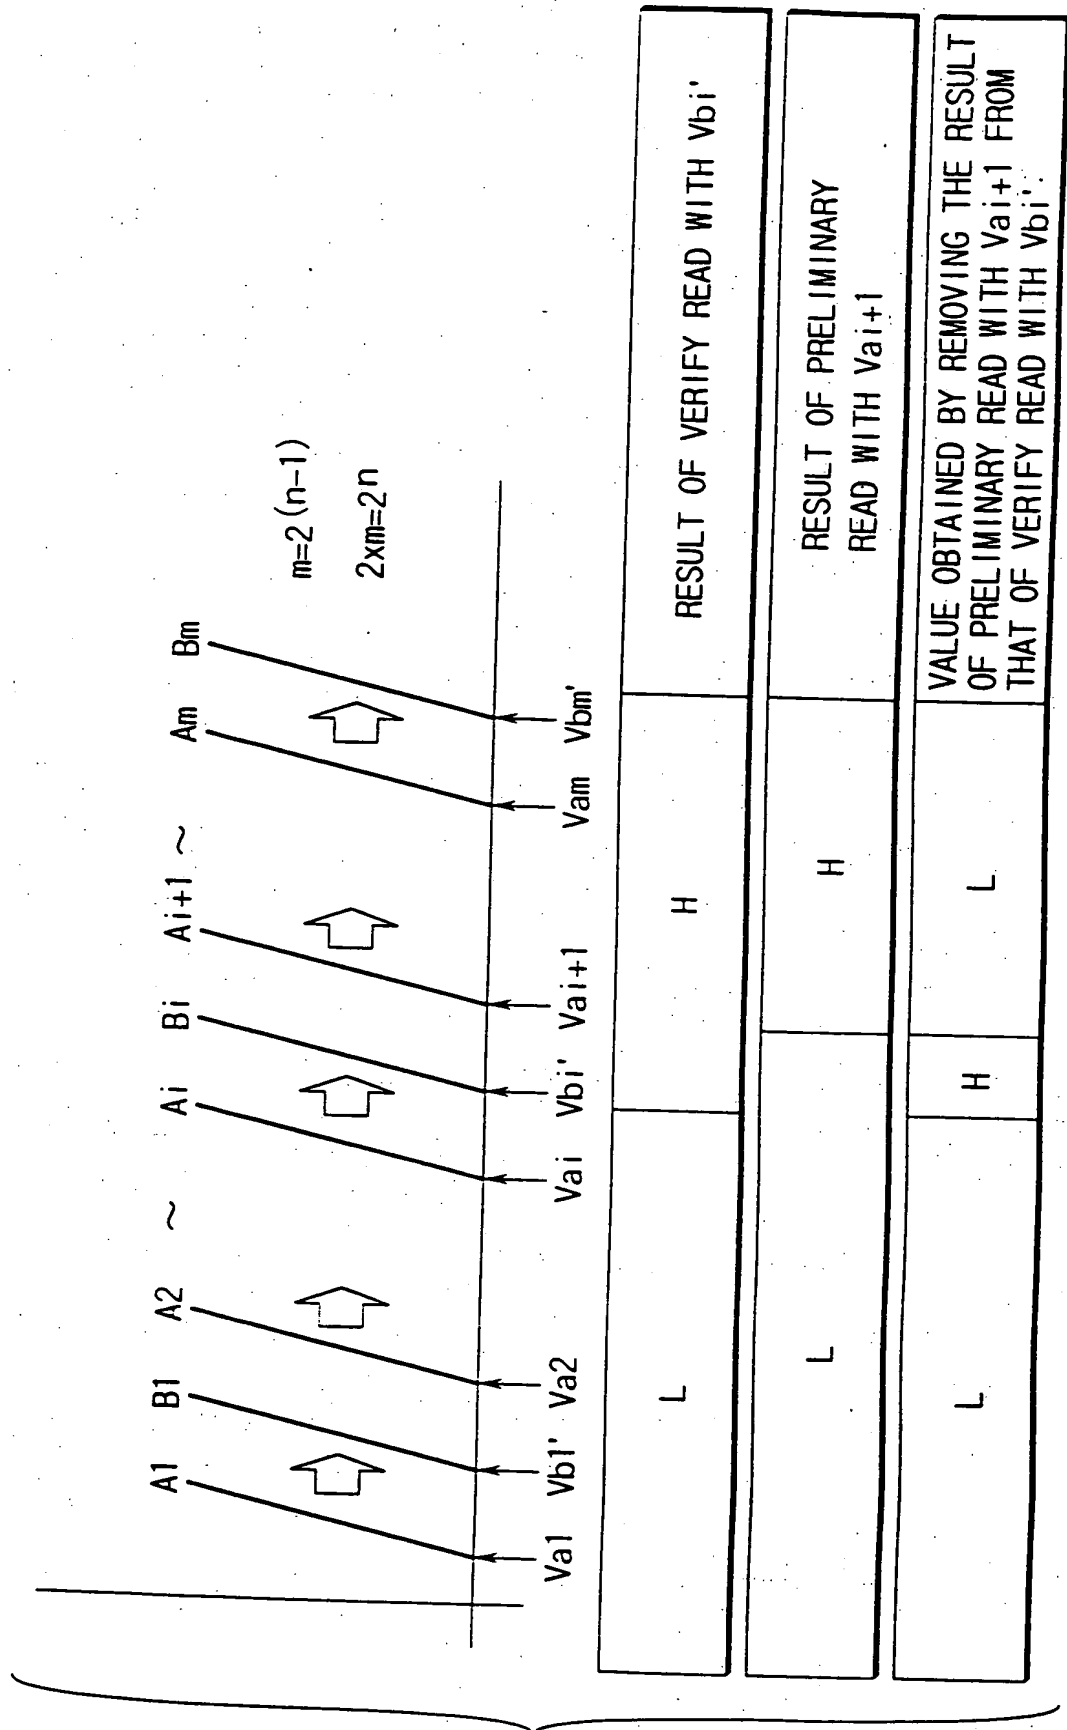 A1
B1
A2
~
Ai
Bi
Ai+1
~
Am
Bm
m=2(n-1)
2xm=2n
Va1
Vb1'
Va2
Vai
Vbi'
Vai+1
Vam
Vbm'
L
H
RESULT OF VERIFY READ WITH Vbi'
L
H
RESULT OF PRELIMINARY
READ WITH Vai+1
L
H
L
VALUE OBTAINED BY REMOVING THE RESULT
OF PRELIMINARY READ WITH Vai+1 FROM
THAT OF VERIFY READ WITH Vbi'.